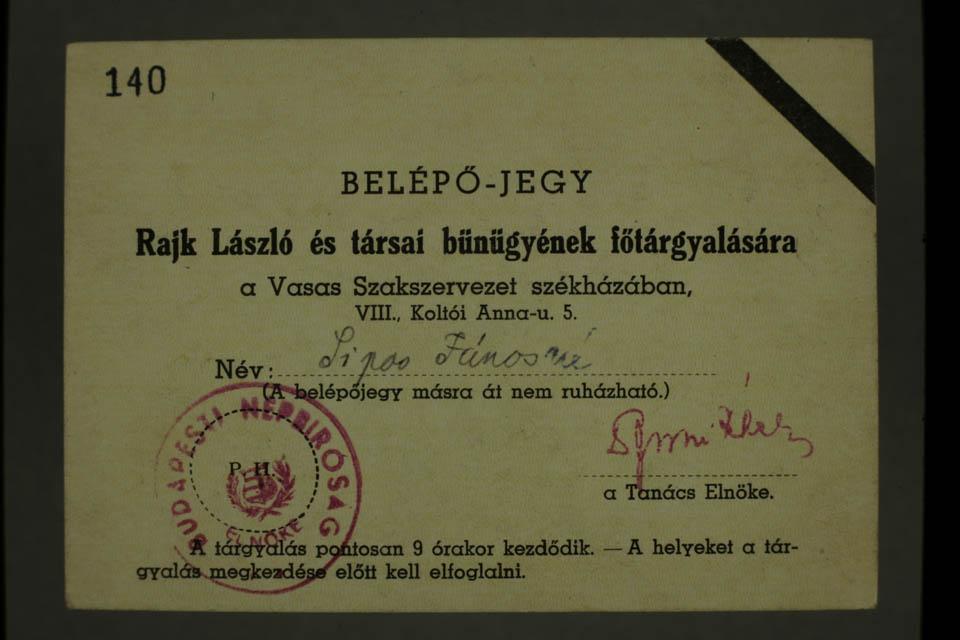 140
BELÉPŐ-JEGY
Rajk László és társai bűnügyének főtárgyalására
a Vasas Szakszervezet székházában,
VIII., Koltói Anna-u. 5.
Név: Sipos Jánosné
(A belépőjegy másra át nem ruházható.)
BUDAPESTI NÉPBIRÓSÁG
P. H.
ELNÖKE
a Tanács Elnöke.
A tárgyalás pontosan 9 órakor kezdődik. — A helyeket a tár-
gyalás megkezdése előtt kell elfoglalni.